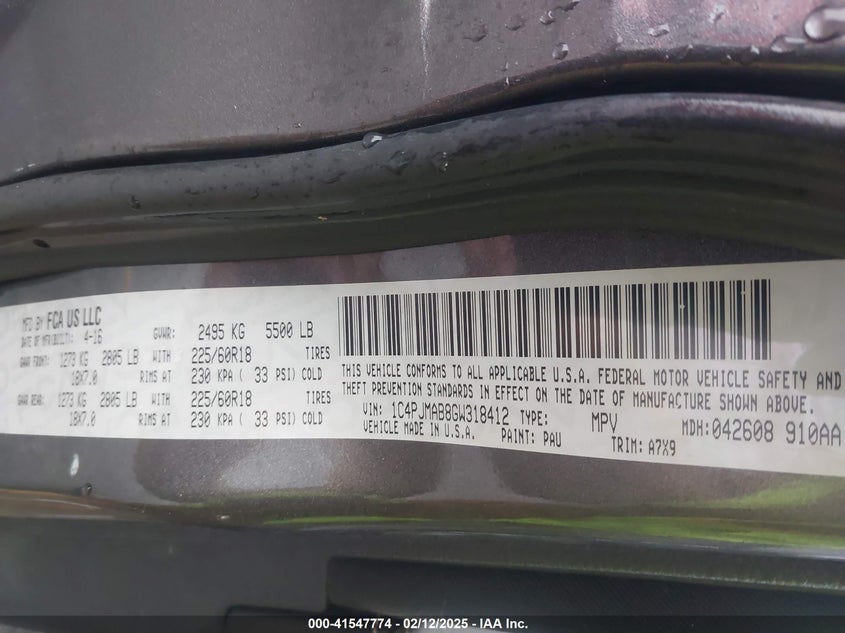 MFD BY FCA US LLC
DATE OF MFR(BUILT): 4-16 GVWR: 2495 KG 5500 LB
GAWR FRONT: 1273 KG 2805 LB WITH 225/60R18 TIRES
18X7.0 RIMS AT 230 KPA ( 33 PSI) COLD
GAWR REAR: 1273 KG 2805 LB WITH 225/60R18 TIRES
18X7.0 RIMS AT 230 KPA ( 33 PSI) COLD
THIS VEHICLE CONFORMS TO ALL APPLICABLE U.S.A. FEDERAL MOTOR VEHICLE SAFETY AND
THEFT PREVENTION STANDARDS IN EFFECT ON THE DATE OF MANUFACTURE SHOWN ABOVE.
VIN: 1C4PJMAB8GW318412 TYPE: MPV MDH: 042608 910AA
VEHICLE MADE IN U.S.A. PAINT: PAU TRIM: A7X9
000-41547774 - 02/12/2025 - IAA Inc.